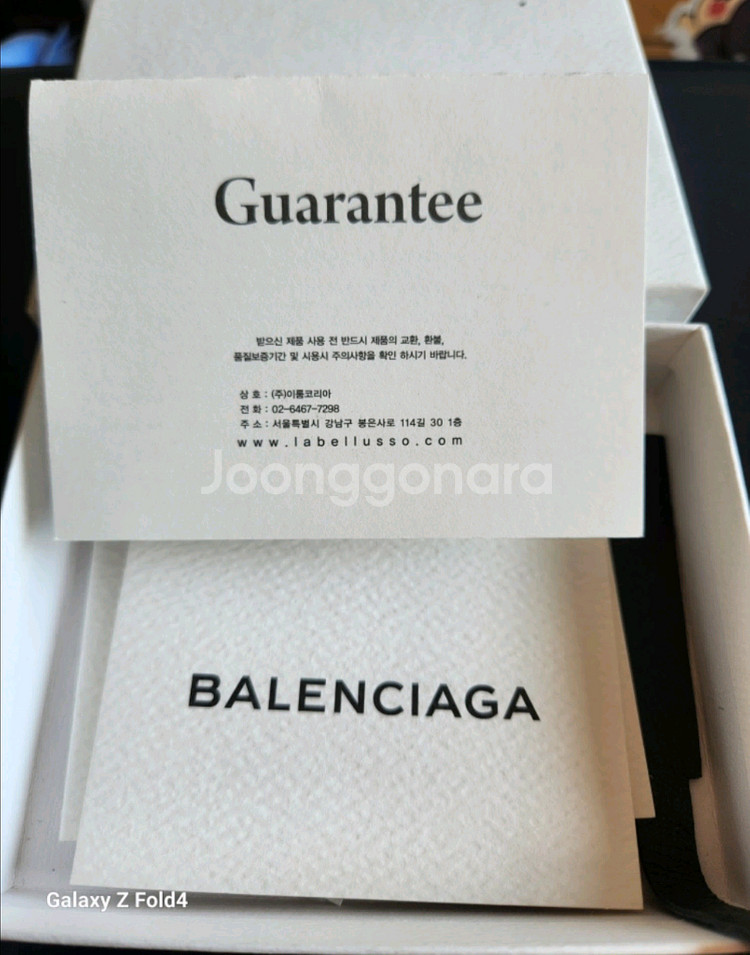 Guarantee
받으신 제품 사용 전 반드시 제품의 교환, 환불,
품질보증기간 및 시용시 주의사항을 확인 하시기 바랍니다.
상 호 : (주)이룸코리아
전 화 : 02-6467-7298
주 소 : 서울특별시 강남구 봉은사로 114길 30 1층
www.labellusso.com
Joonggonara
BALENCIAGA
Galaxy Z Fold4